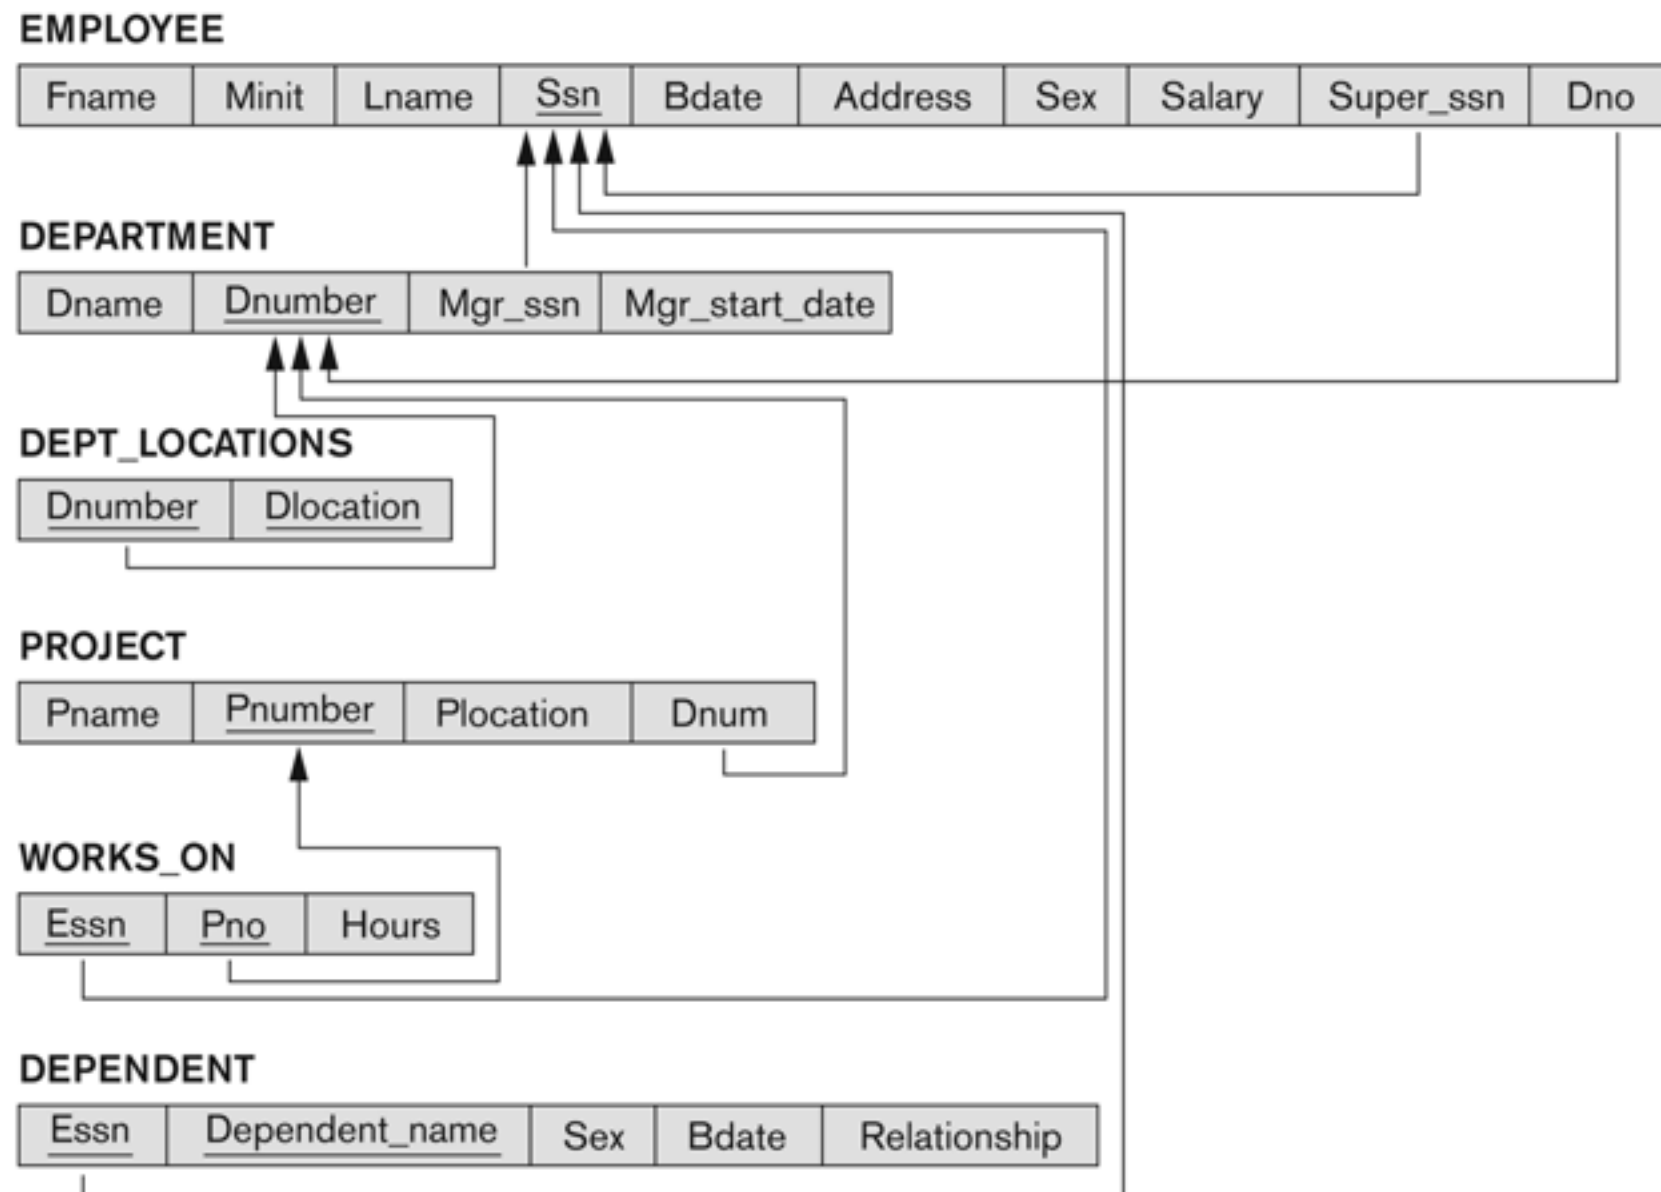 EMPLOYEE
Fname Minit Lname Ssn Bdate Address Sex Salary Super_ssn Dno
DEPARTMENT
Dname Dnumber Mgr_ssn Mgr_start_date
DEPT_LOCATIONS
Dnumber Dlocation
PROJECT
Pname Pnumber Plocation Dnum
WORKS_ON
Essn Pno Hours
DEPENDENT
Essn Dependent_name Sex Bdate Relationship